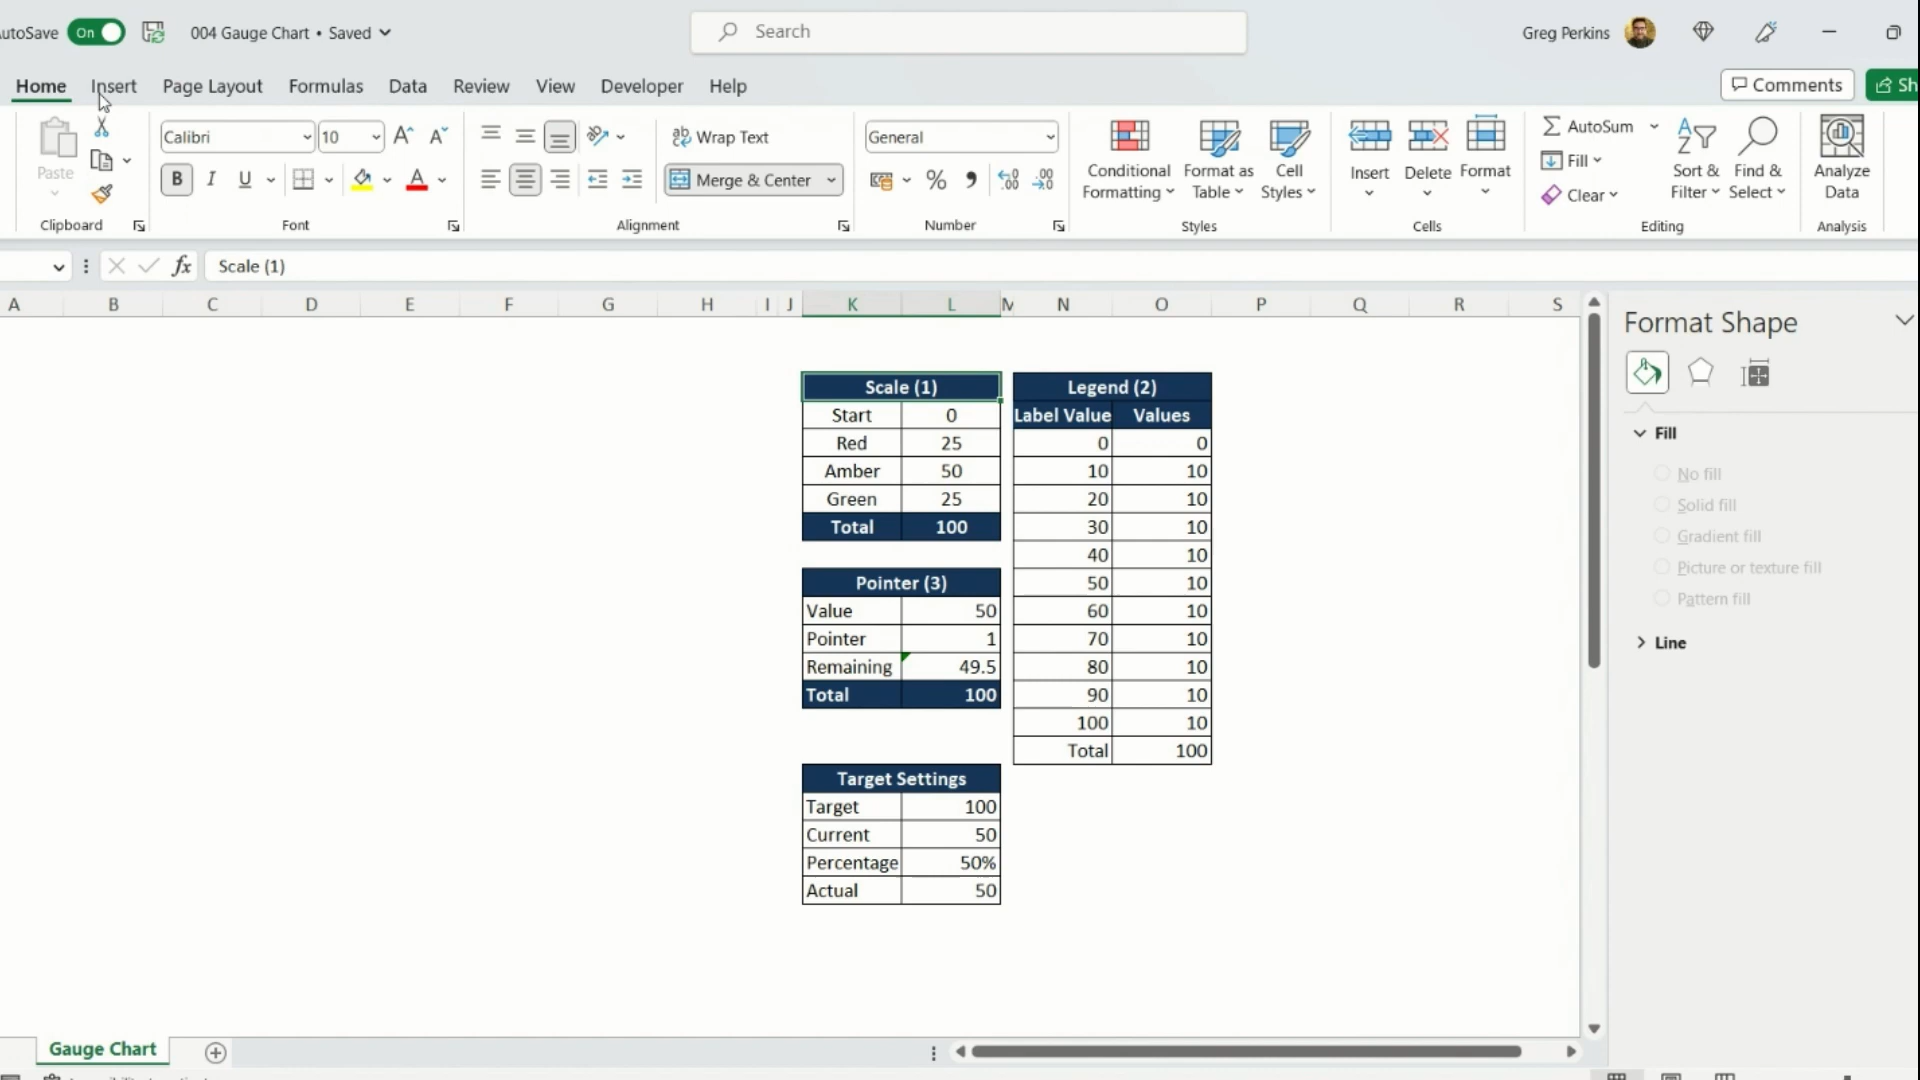 utoSave On 004 Gauge Chart • Saved Search Greg Perkins
Home Insert Page Layout Formulas Data Review View Developer Help Comments Sh
Paste
Clipboard
Calibri 10
B I U A
Font
Wrap Text
Merge & Center
Alignment
General
% ,
Number
Conditional Formatting
Format as Table
Cell Styles
Styles
Insert Delete Format
Cells
AutoSum
Fill
Clear
Sort & Filter
Find & Select
Editing
Analyze Data
Analysis
fx Scale (1)
A B C D E F G H I J K L M N O P Q R S
Scale (1)
Start 0
Red 25
Amber 50
Green 25
Total 100
Pointer (3)
Value 50
Pointer 1
Remaining 49.5
Total 100
Target Settings
Target 100
Current 50
Percentage 50%
Actual 50
Legend (2)
Label Value Values
0 0
10 10
20 10
30 10
40 10
50 10
60 10
70 10
80 10
90 10
100 10
Total 100
Format Shape
Fill
No fill
Solid fill
Gradient fill
Picture or texture fill
Pattern fill
Line
Gauge Chart